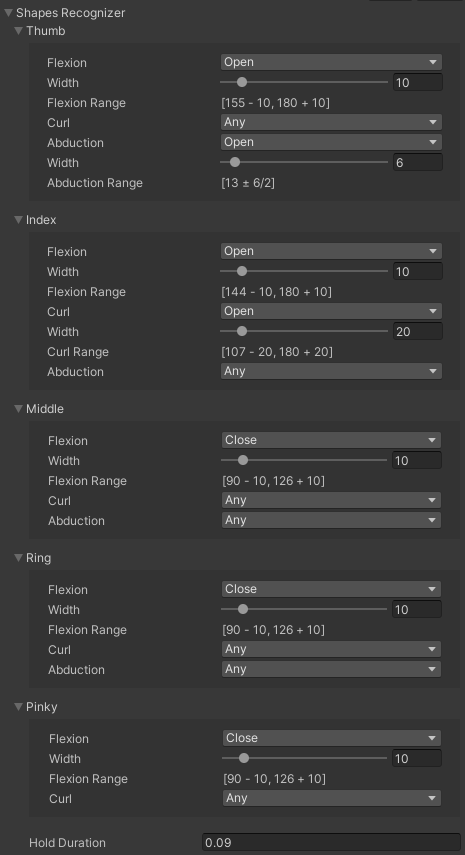 Shapes Recognizer
Thumb
Flexion Open
Width 10
Flexion Range [155 - 10, 180 + 10]
Curl Any
Abduction Open
Width 6
Abduction Range [13 ± 6/2]
Index
Flexion Open
Width 10
Flexion Range [144 - 10, 180 + 10]
Curl Open
Width 20
Curl Range [107 - 20, 180 + 20]
Abduction Any
Middle
Flexion Close
Width 10
Flexion Range [90 - 10, 126 + 10]
Curl Any
Abduction Any
Ring
Flexion Close
Width 10
Flexion Range [90 - 10, 126 + 10]
Curl Any
Abduction Any
Pinky
Flexion Close
Width 10
Flexion Range [90 - 10, 126 + 10]
Curl Any
Hold Duration 0.09